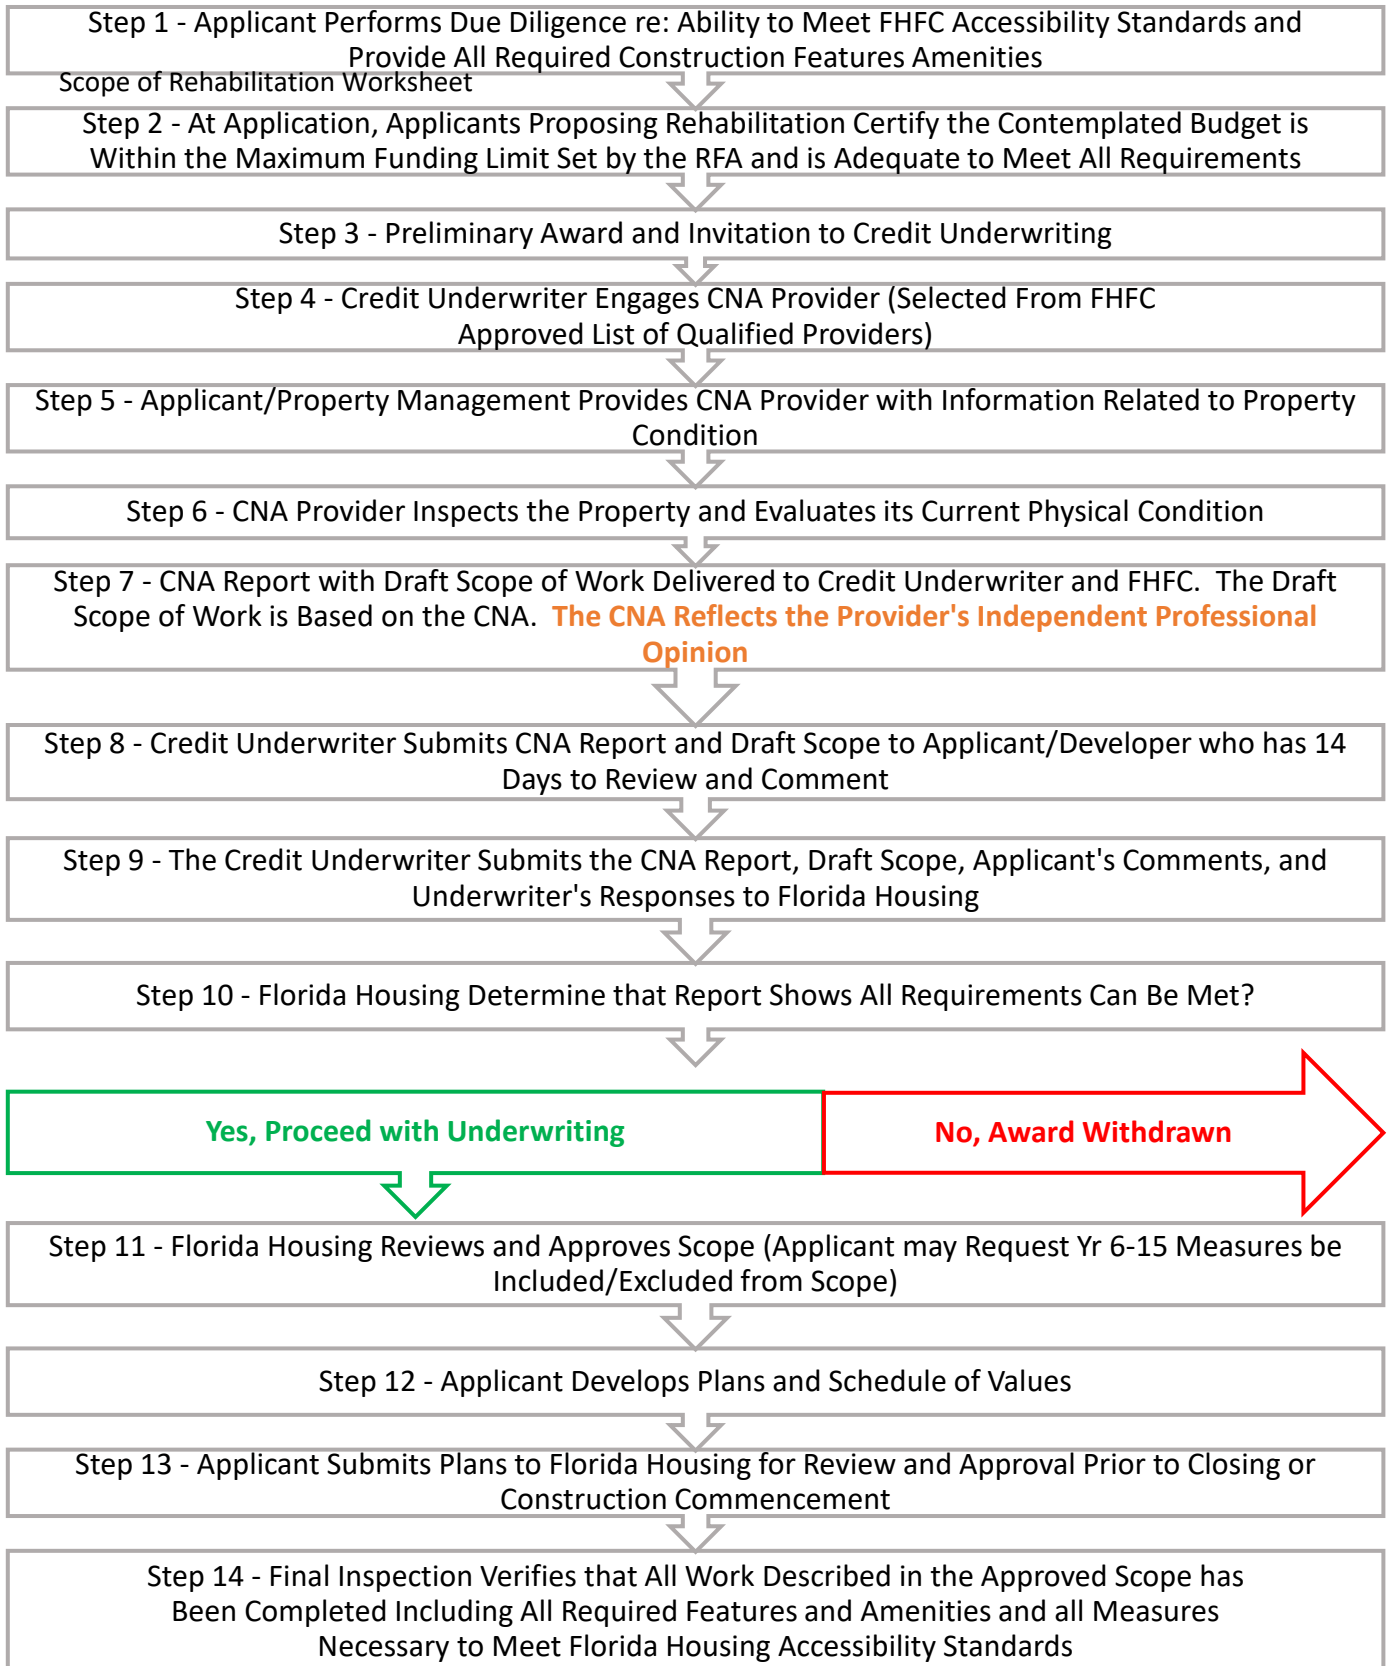 Step 1 - Applicant Performs Due Diligence re: Ability to Meet FHFC Accessibility Standards and
Provide All Required Construction Features Amenities
Scope of Rehabilitation Worksheet
Step 2 - At Application, Applicants Proposing Rehabilitation Certify the Contemplated Budget is
Within the Maximum Funding Limit Set by the RFA and is Adequate to Meet All Requirements
Step 3 - Preliminary Award and Invitation to Credit Underwriting
Step 4 - Credit Underwriter Engages CNA Provider (Selected From FHFC
Approved List of Qualified Providers)
Step 5 - Applicant/Property Management Provides CNA Provider with Information Related to Property
Condition
Step 6 - CNA Provider Inspects the Property and Evaluates its Current Physical Condition
Step 7 - CNA Report with Draft Scope of Work Delivered to Credit Underwriter and FHFC.  The Draft
Scope of Work is Based on the CNA.  The CNA Reflects the Provider's Independent Professional
Opinion
Step 8 - Credit Underwriter Submits CNA Report and Draft Scope to Applicant/Developer who has 14
Days to Review and Comment
Step 9 - The Credit Underwriter Submits the CNA Report, Draft Scope, Applicant's Comments, and
Underwriter's Responses to Florida Housing
Step 10 - Florida Housing Determine that Report Shows All Requirements Can Be Met?
Yes, Proceed with Underwriting
No, Award Withdrawn
Step 11 - Florida Housing Reviews and Approves Scope (Applicant may Request Yr 6-15 Measures be
Included/Excluded from Scope)
Step 12 - Applicant Develops Plans and Schedule of Values
Step 13 - Applicant Submits Plans to Florida Housing for Review and Approval Prior to Closing or
Construction Commencement
Step 14 - Final Inspection Verifies that All Work Described in the Approved Scope has
Been Completed Including All Required Features and Amenities and all Measures
Necessary to Meet Florida Housing Accessibility Standards